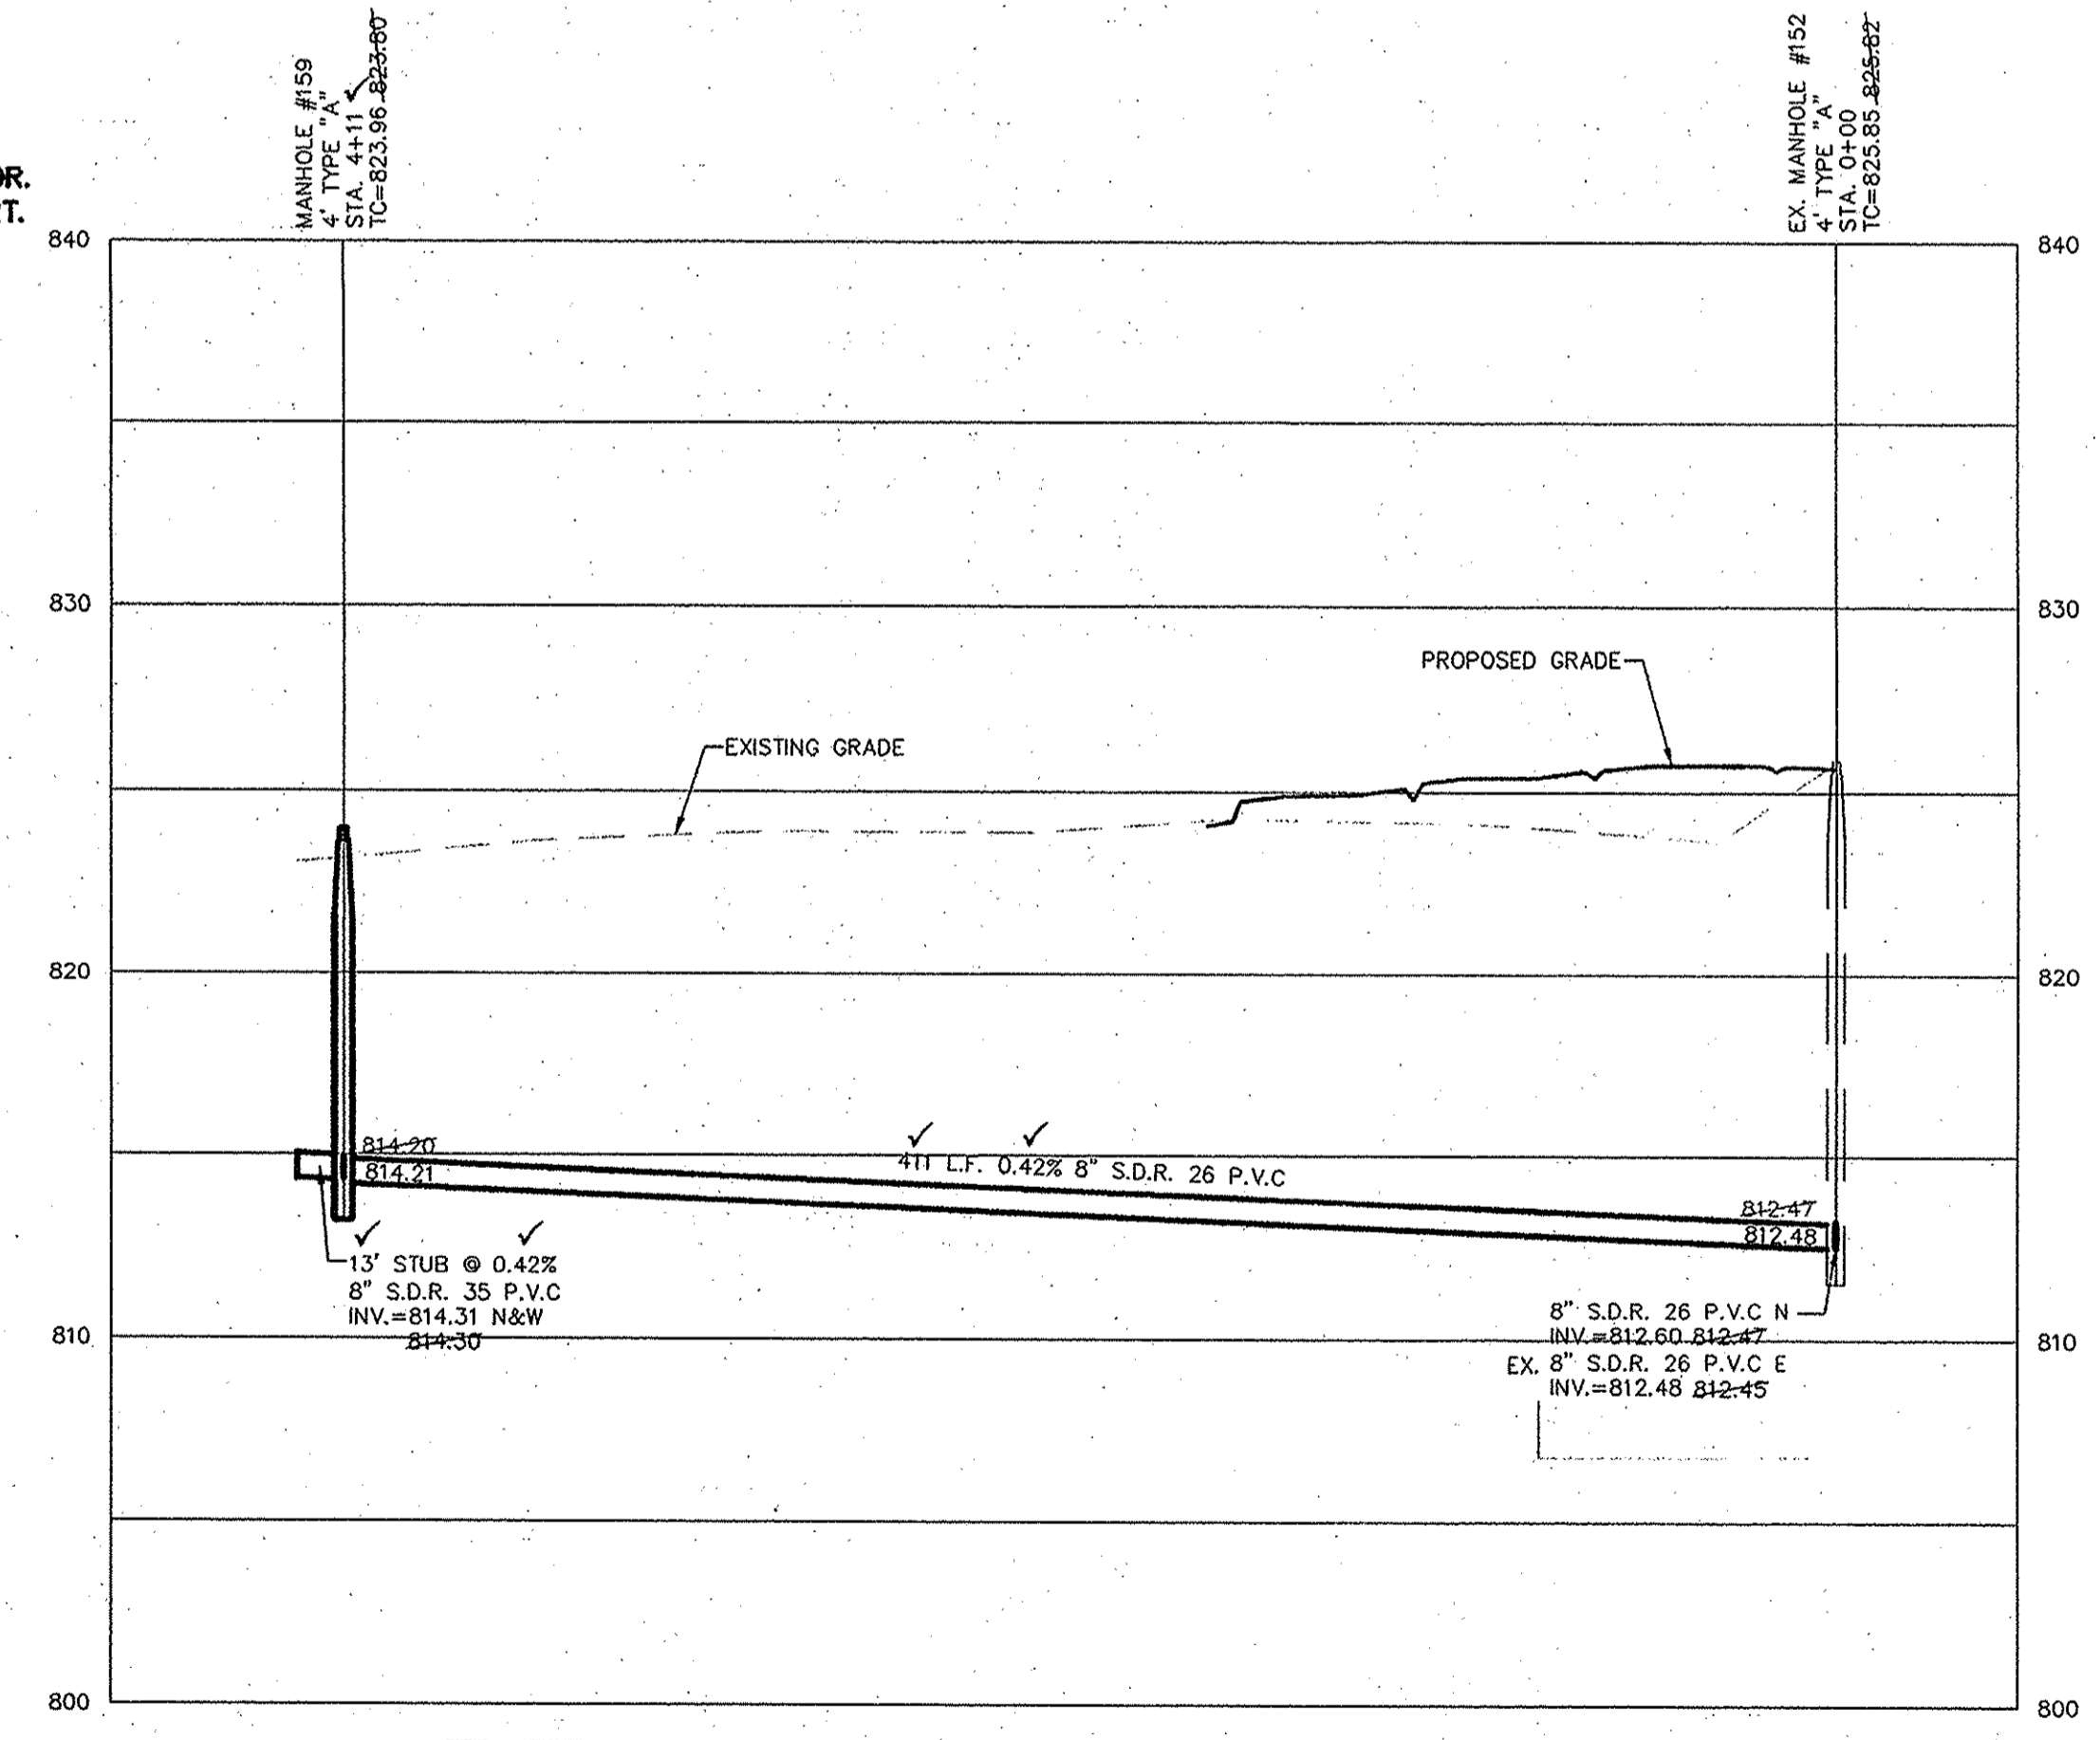 MANHOLE #159
4' TYPE "A"
STA. 4+11 ✓
TC=823.96 823.80
EX. MANHOLE #152
4' TYPE "A"
STA. 0+00
TC=825.85 825.82
T.
840
840
830
830
PROPOSED GRADE
EXISTING GRADE
820
820
814.20
814.21
✓ ✓
411 L.F. 0.42% 8" S.D.R. 26 P.V.C
812.47
812.48
✓ ✓
13' STUB @ 0.42%
8" S.D.R. 35 P.V.C
INV.=814.31 N&W
814.30
8" S.D.R. 26 P.V.C N
INV.=812.60 812.47
EX. 8" S.D.R. 26 P.V.C E
INV.=812.48 812.45
810
810
800
800